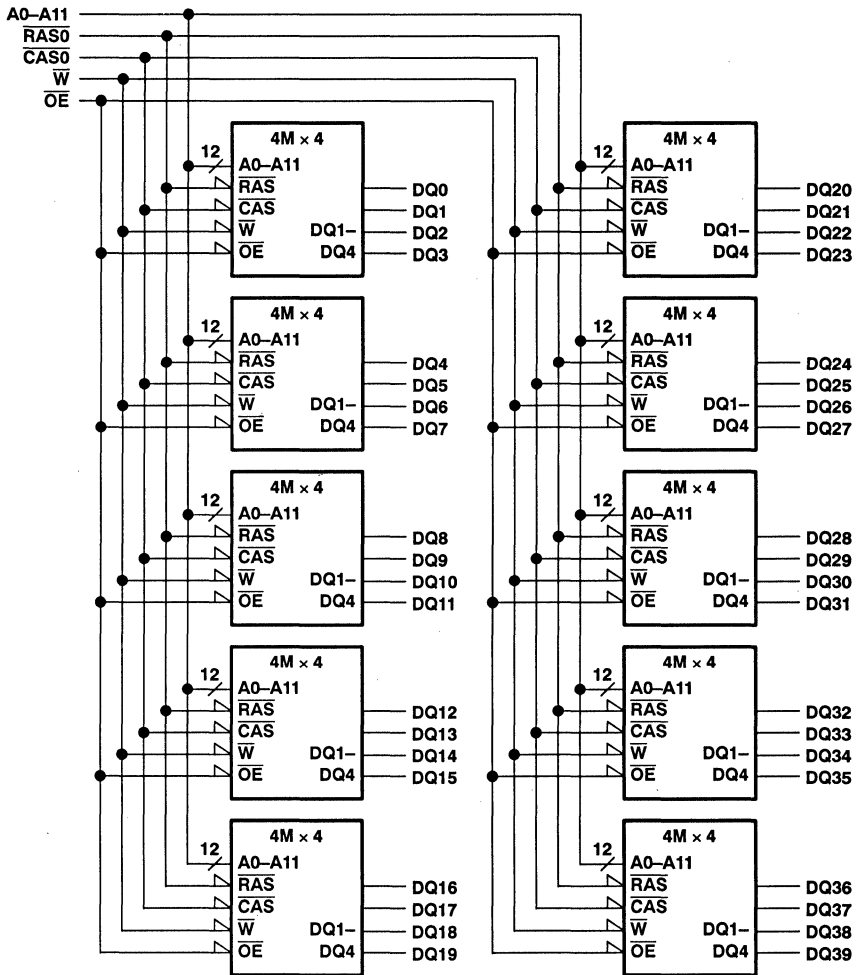 A0–A11
RAS0
CAS0
W
OE
4M × 4
12
A0–A11
RAS
CAS
W DQ1–
OE DQ4
DQ0
DQ1
DQ2
DQ3
4M × 4
12
A0–A11
RAS
CAS
W DQ1–
OE DQ4
DQ4
DQ5
DQ6
DQ7
4M × 4
12
A0–A11
RAS
CAS
W DQ1–
OE DQ4
DQ8
DQ9
DQ10
DQ11
4M × 4
12
A0–A11
RAS
CAS
W DQ1–
OE DQ4
DQ12
DQ13
DQ14
DQ15
4M × 4
12
A0–A11
RAS
CAS
W DQ1–
OE DQ4
DQ16
DQ17
DQ18
DQ19
4M × 4
12
A0–A11
RAS
CAS
W DQ1–
OE DQ4
DQ20
DQ21
DQ22
DQ23
4M × 4
12
A0–A11
RAS
CAS
W DQ1–
OE DQ4
DQ24
DQ25
DQ26
DQ27
4M × 4
12
A0–A11
RAS
CAS
W DQ1–
OE DQ4
DQ28
DQ29
DQ30
DQ31
4M × 4
12
A0–A11
RAS
CAS
W DQ1–
OE DQ4
DQ32
DQ33
DQ34
DQ35
4M × 4
12
A0–A11
RAS
CAS
W DQ1–
OE DQ4
DQ36
DQ37
DQ38
DQ39